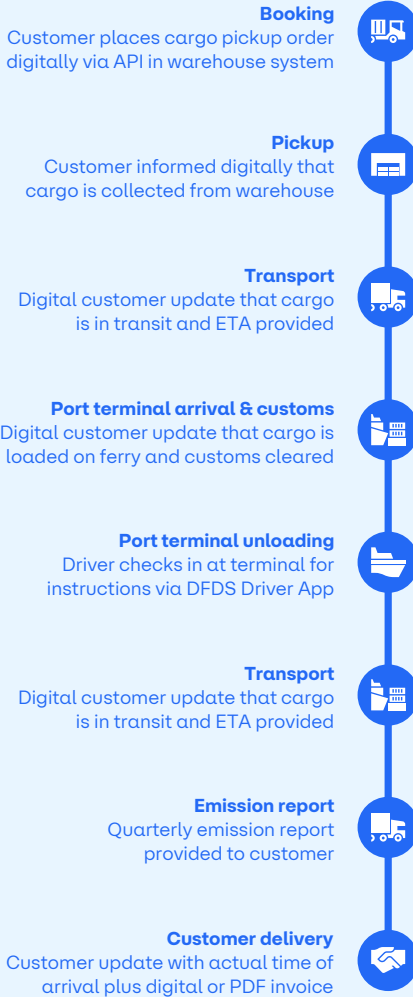 Booking
Customer places cargo pickup order
digitally via API in warehouse system
Pickup
Customer informed digitally that
cargo is collected from warehouse
Transport
Digital customer update that cargo
is in transit and ETA provided
Port terminal arrival & customs
Digital customer update that cargo is
loaded on ferry and customs cleared
Port terminal unloading
Driver checks in at terminal for
instructions via DFDS Driver App
Transport
Digital customer update that cargo
is in transit and ETA provided
Emission report
Quarterly emission report
provided to customer
Customer delivery
Customer update with actual time of
arrival plus digital or PDF invoice